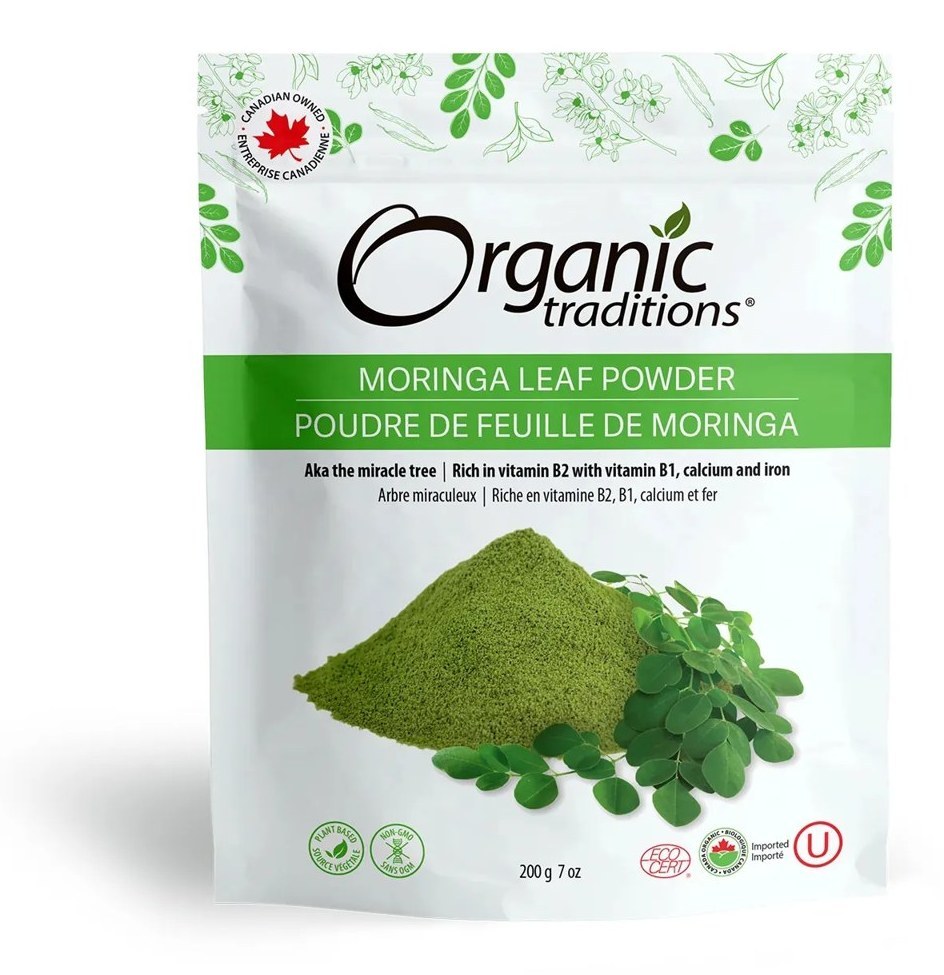 CANADIAN OWNED
ENTREPRISE CANADIENNE
Organic
traditions®
MORINGA LEAF POWDER
POUDRE DE FEUILLE DE MORINGA
Aka the miracle tree | Rich in vitamin B2 with vitamin B1, calcium and iron
Arbre miraculeux | Riche en vitamine B2, B1, calcium et fer
PLANT BASED
SOURCE VÉGÉTALE
NON-GMO
SANS OGM
200 g 7 oz
ECO
CERT®
CANADA ORGANIC • BIOLOGIQUE CANADA
Imported
Importé
U